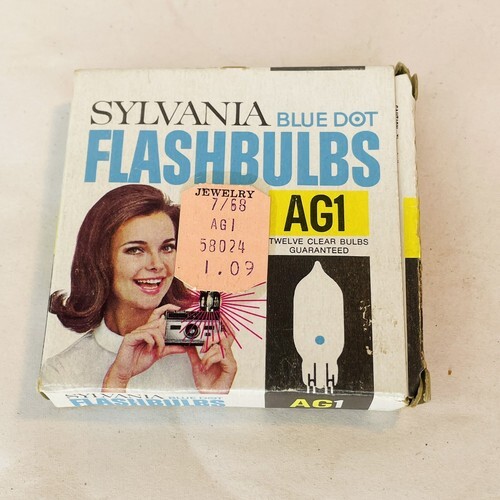 SYLVANIA BLUE DOT
FLASHBULBS
JEWELRY
7/68
AG1
58024
1.09
AG1
TWELVE CLEAR BULBS
GUARANTEED
SYLVANIA BLUE DOT
FLASHBULBS
AG1